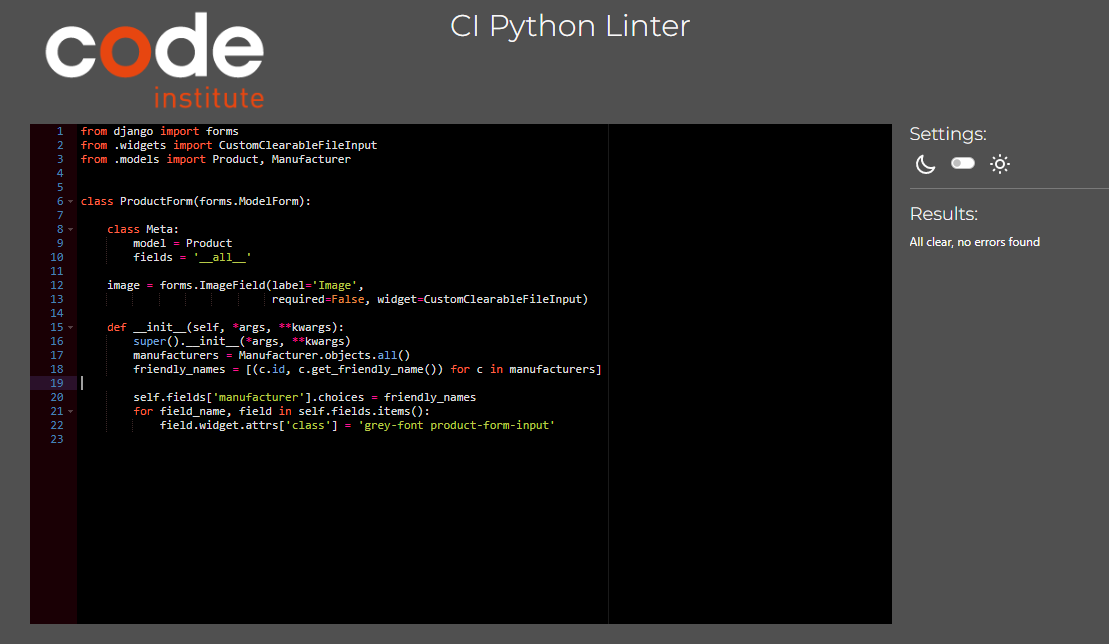 code
institute
CI Python Linter
1 from django import forms
2 from .widgets import CustomClearableFileInput
3 from .models import Product, Manufacturer
4
5
6 class ProductForm(forms.ModelForm):
7
8     class Meta:
9         model = Product
10         fields = '__all__'
11
12     image = forms.ImageField(label='Image',
13                              required=False, widget=CustomClearableFileInput)
14
15     def __init__(self, *args, **kwargs):
16         super().__init__(*args, **kwargs)
17         manufacturers = Manufacturer.objects.all()
18         friendly_names = [(c.id, c.get_friendly_name()) for c in manufacturers]
19
20         self.fields['manufacturer'].choices = friendly_names
21         for field_name, field in self.fields.items():
22             field.widget.attrs['class'] = 'grey-font product-form-input'
23
Settings:
Results:
All clear, no errors found